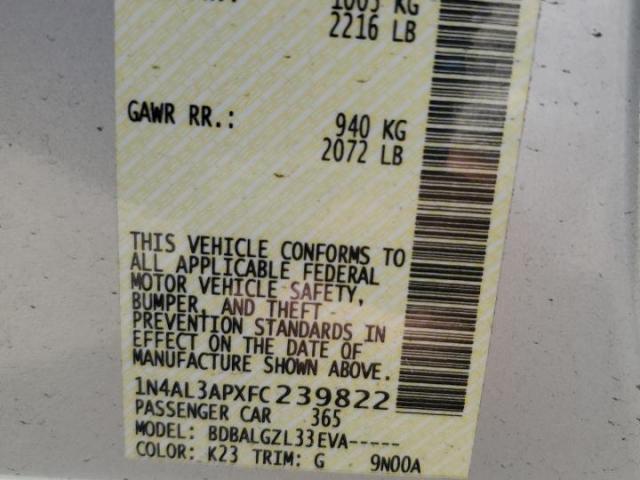 1005 KG
2216 LB
GAWR RR.: 940 KG
2072 LB
THIS VEHICLE CONFORMS TO
ALL APPLICABLE FEDERAL
MOTOR VEHICLE SAFETY,
BUMPER, AND THEFT
PREVENTION STANDARDS IN
EFFECT ON THE DATE OF
MANUFACTURE SHOWN ABOVE.
1N4AL3APXFC239822
PASSENGER CAR 365
MODEL: BDBALGZL33EVA-----
COLOR: K23 TRIM: G 9N00A